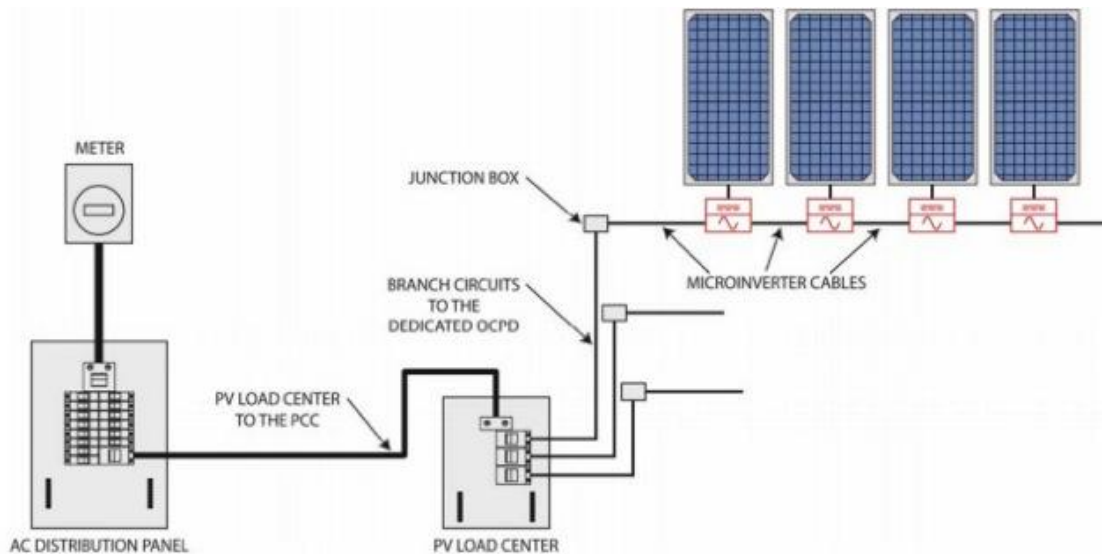 METER
JUNCTION BOX
MICROINVERTER CABLES
BRANCH CIRCUITS
TO THE
DEDICATED OCPD
PV LOAD CENTER
TO THE PCC
AC DISTRIBUTION PANEL
PV LOAD CENTER